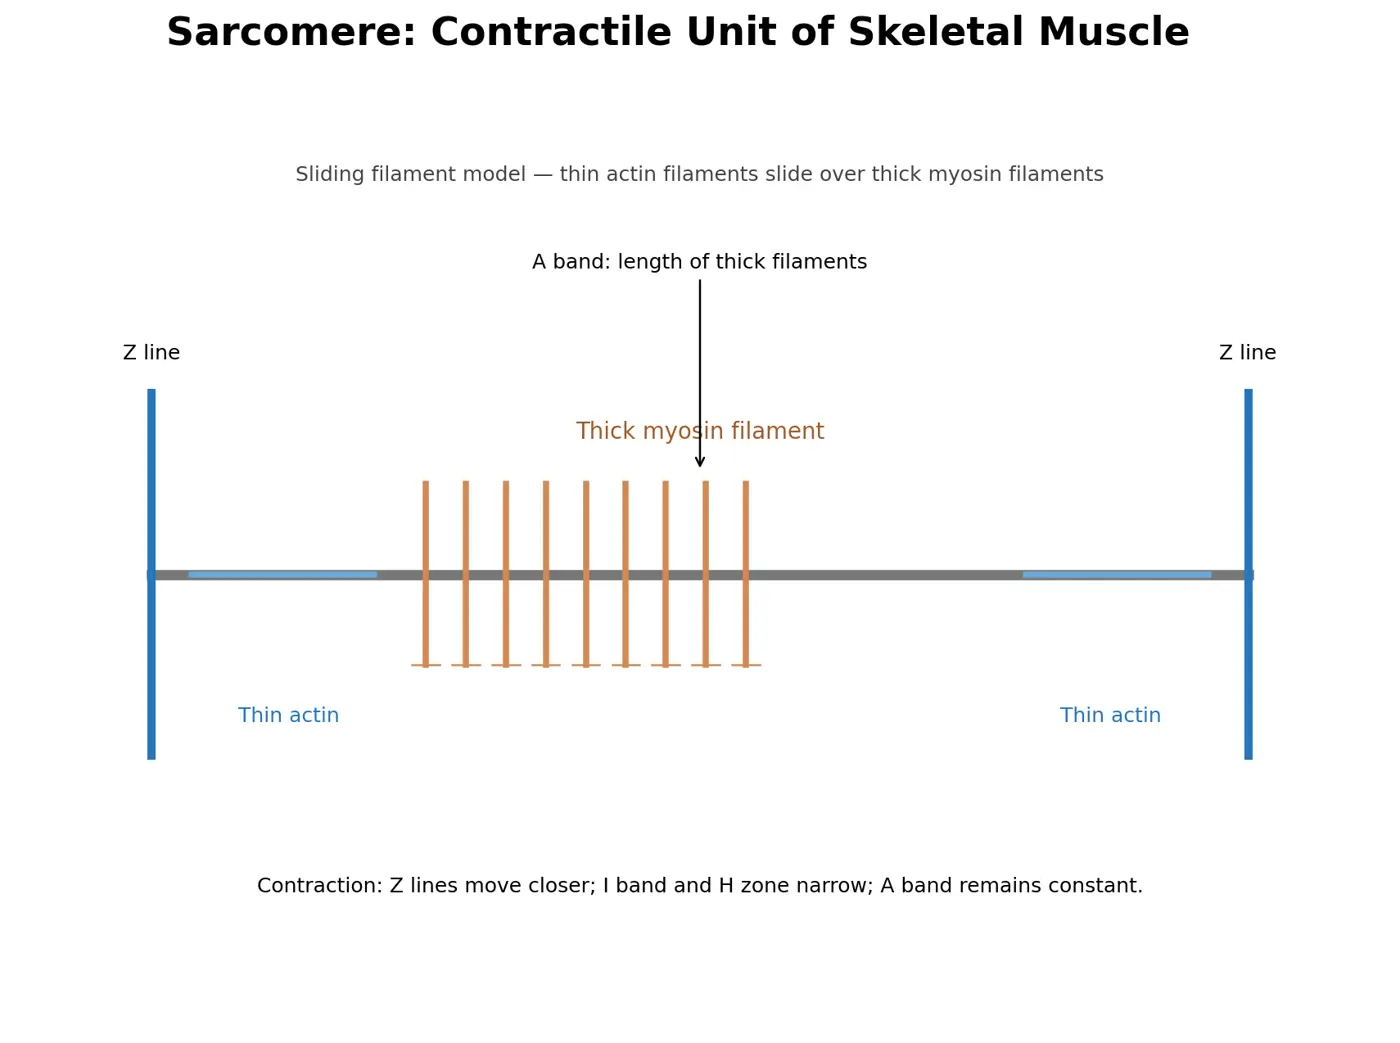 Sarcomere: Contractile Unit of Skeletal Muscle
Sliding filament model — thin actin filaments slide over thick myosin filaments
A band: length of thick filaments
Z line
Z line
Thick myosin filament
Thin actin
Thin actin
Contraction: Z lines move closer; I band and H zone narrow; A band remains constant.